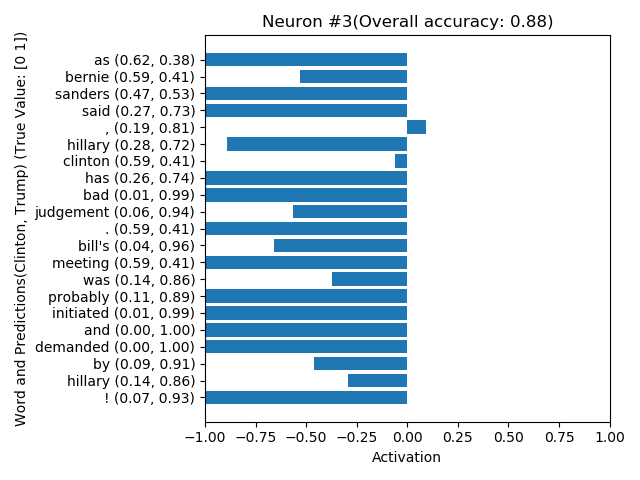 Neuron #3(Overall accuracy: 0.88)
Word and Predictions(Clinton, Trump) (True Value: [0 1])
as (0.62, 0.38)
bernie (0.59, 0.41)
sanders (0.47, 0.53)
said (0.27, 0.73)
, (0.19, 0.81)
hillary (0.28, 0.72)
clinton (0.59, 0.41)
has (0.26, 0.74)
bad (0.01, 0.99)
judgement (0.06, 0.94)
. (0.59, 0.41)
bill's (0.04, 0.96)
meeting (0.59, 0.41)
was (0.14, 0.86)
probably (0.11, 0.89)
initiated (0.01, 0.99)
and (0.00, 1.00)
demanded (0.00, 1.00)
by (0.09, 0.91)
hillary (0.14, 0.86)
! (0.07, 0.93)
−1.00 −0.75 −0.50 −0.25 0.00 0.25 0.50 0.75 1.00
Activation